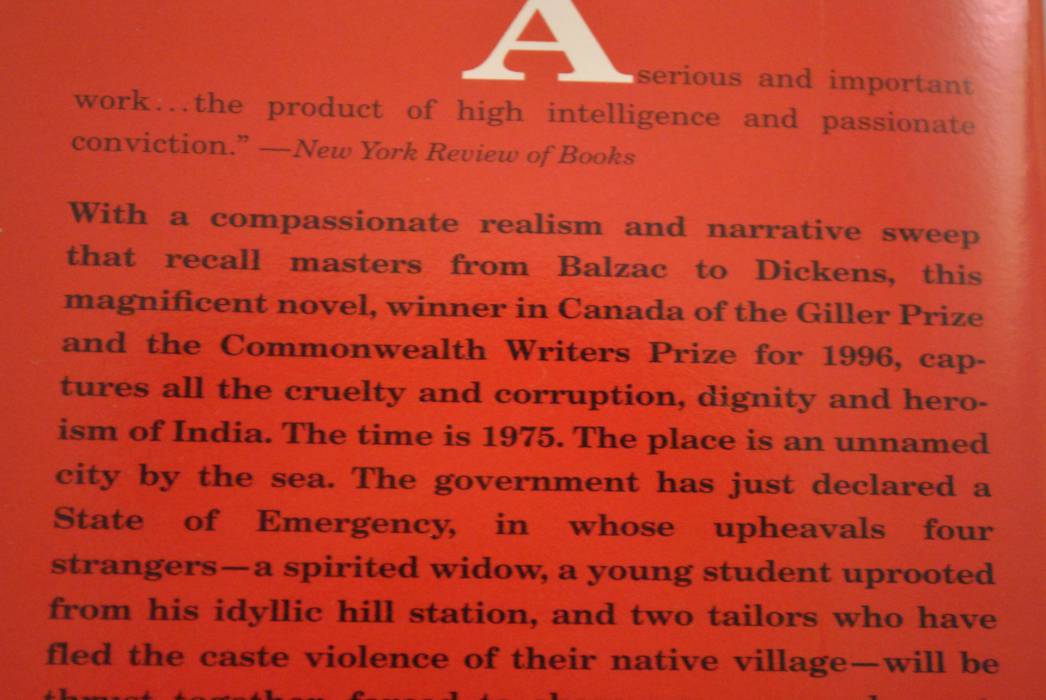 A serious and important
work...the product of high intelligence and passionate
conviction.” —New York Review of Books
With a compassionate realism and narrative sweep
that recall masters from Balzac to Dickens, this
magnificent novel, winner in Canada of the Giller Prize
and the Commonwealth Writers Prize for 1996, cap-
tures all the cruelty and corruption, dignity and hero-
ism of India. The time is 1975. The place is an unnamed
city by the sea. The government has just declared a
State of Emergency, in whose upheavals four
strangers—a spirited widow, a young student uprooted
from his idyllic hill station, and two tailors who have
fled the caste violence of their native village—will be
thrust together, forced to